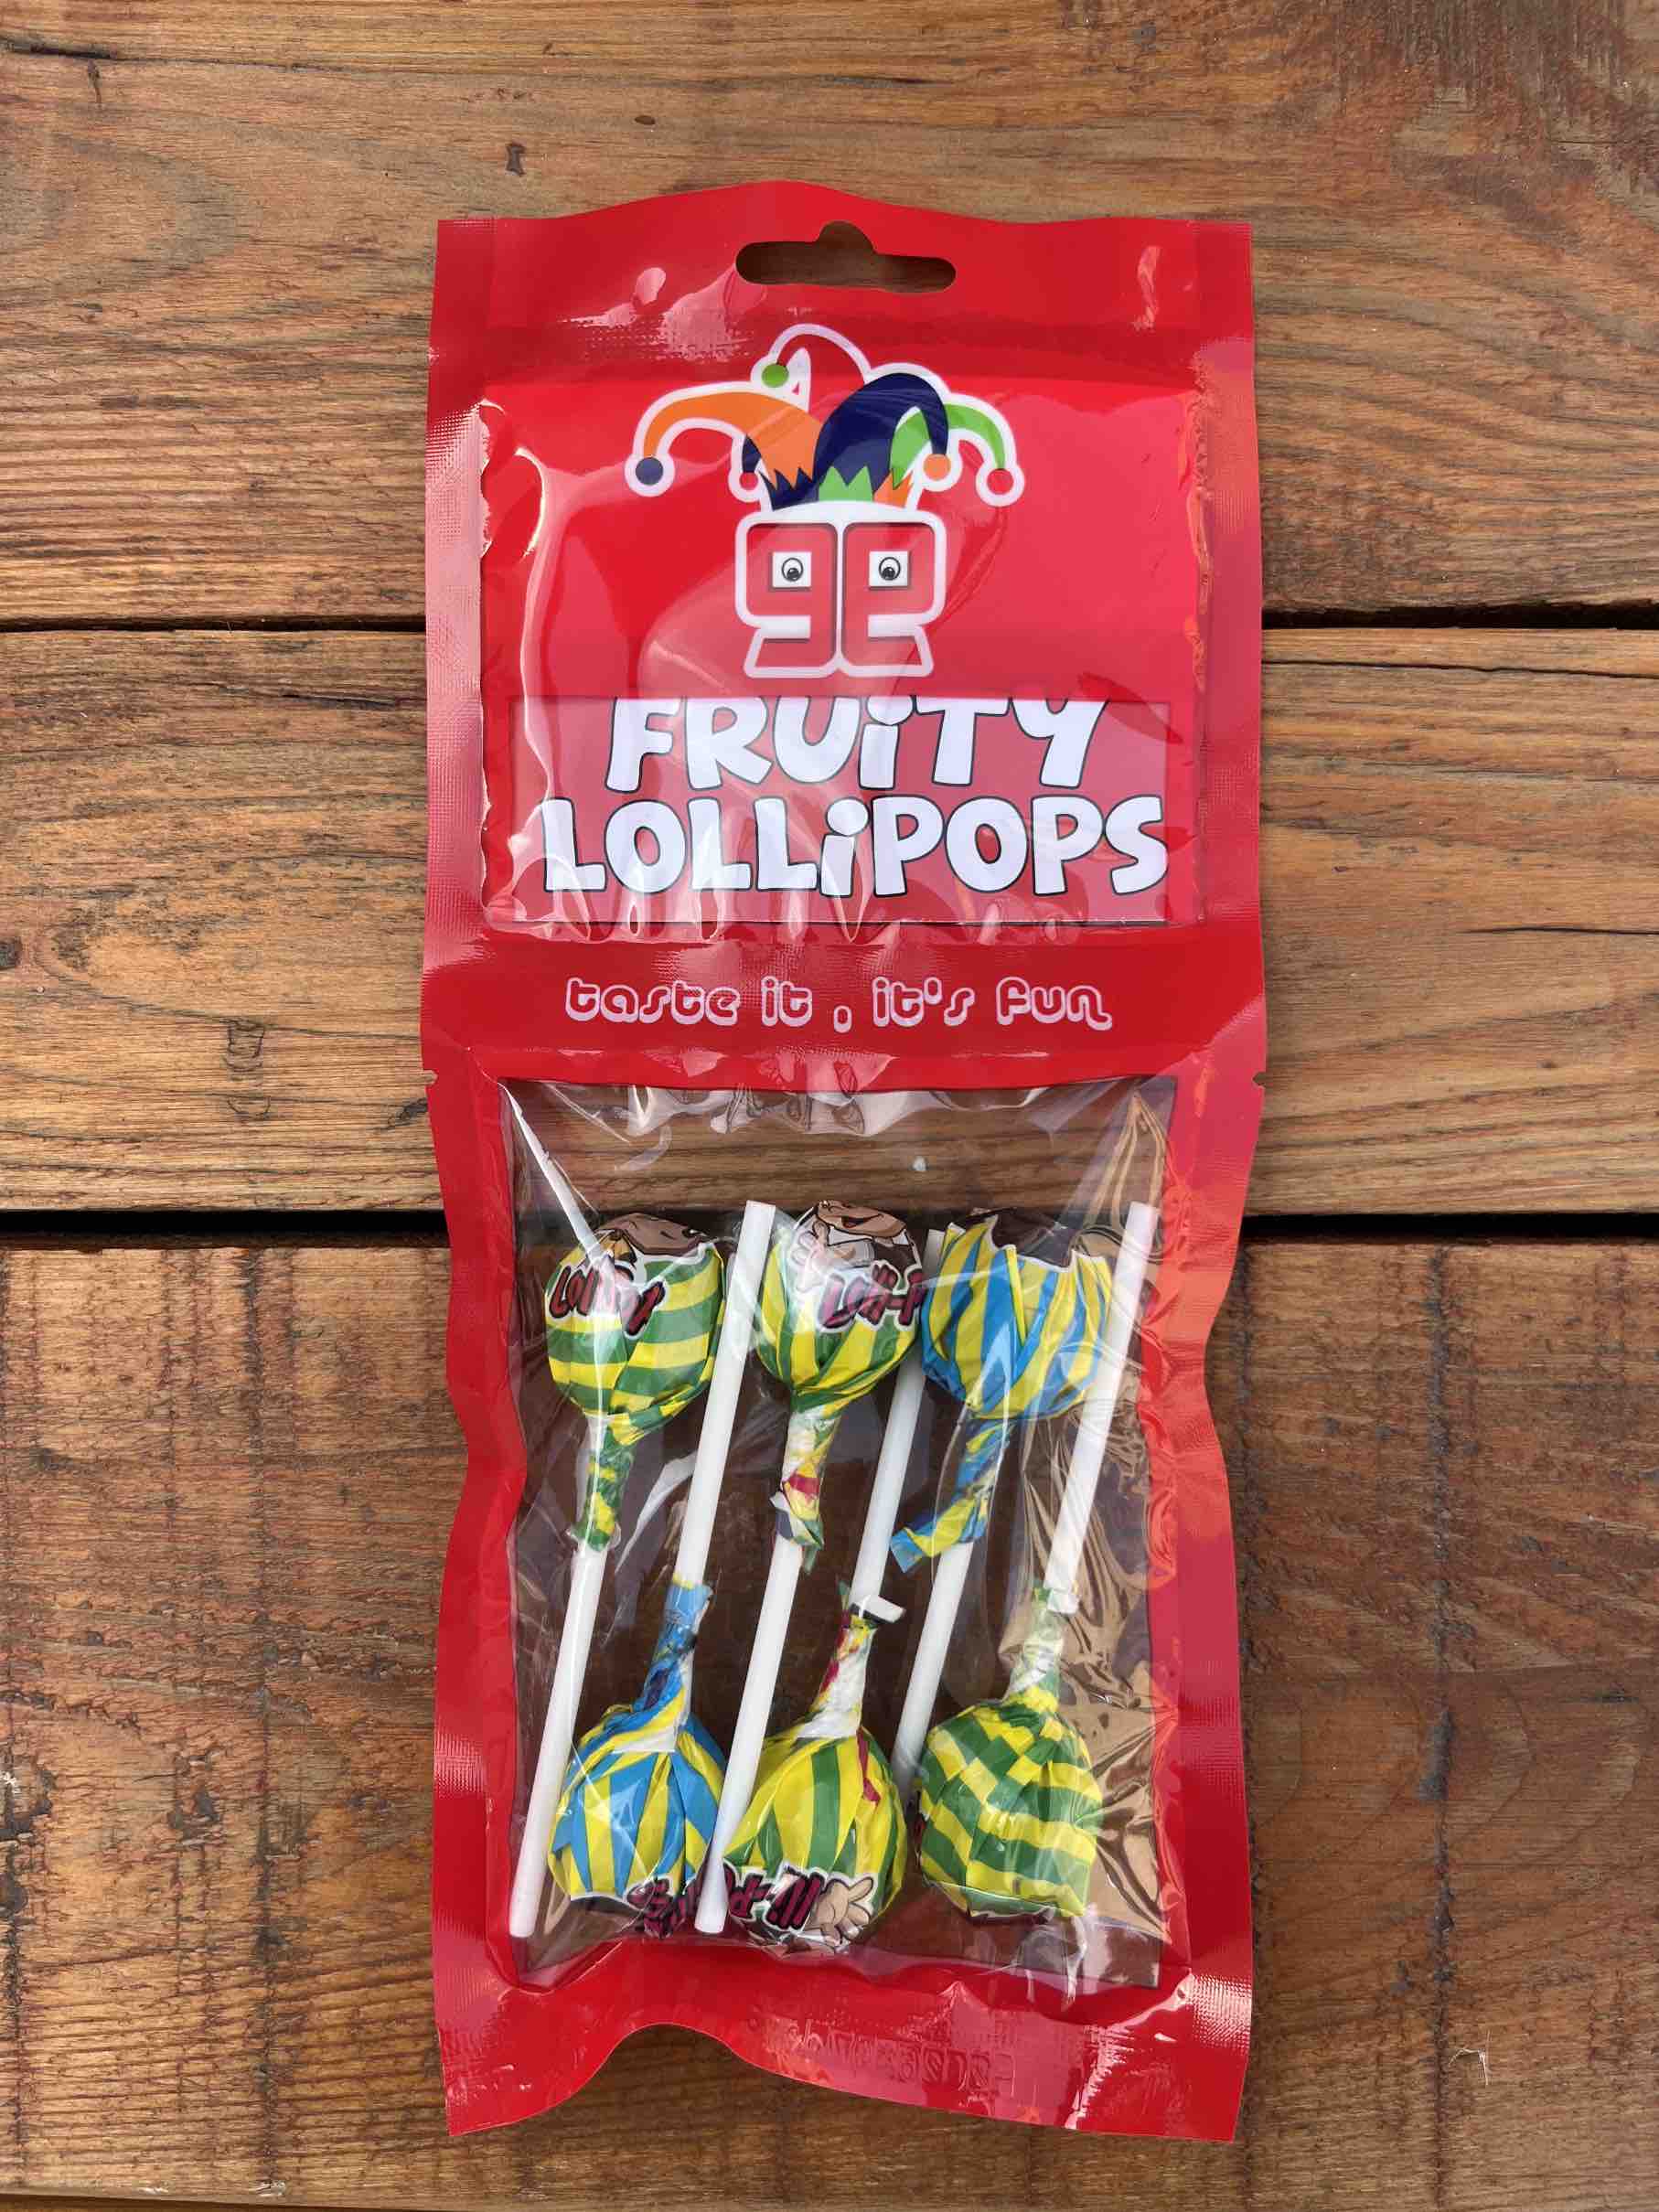 FRUiTY
LOLLiPOPS
taste it , it's fun